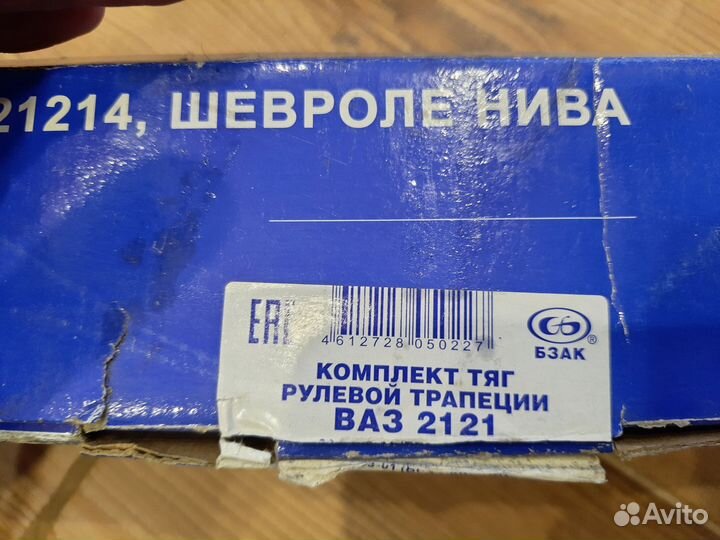 21214, ШЕВРОЛЕ НИВА
EAC
4 612728 050227
БЗАК
®
КОМПЛЕКТ ТЯГ
РУЛЕВОЙ ТРАПЕЦИИ
ВАЗ 2121
Avito